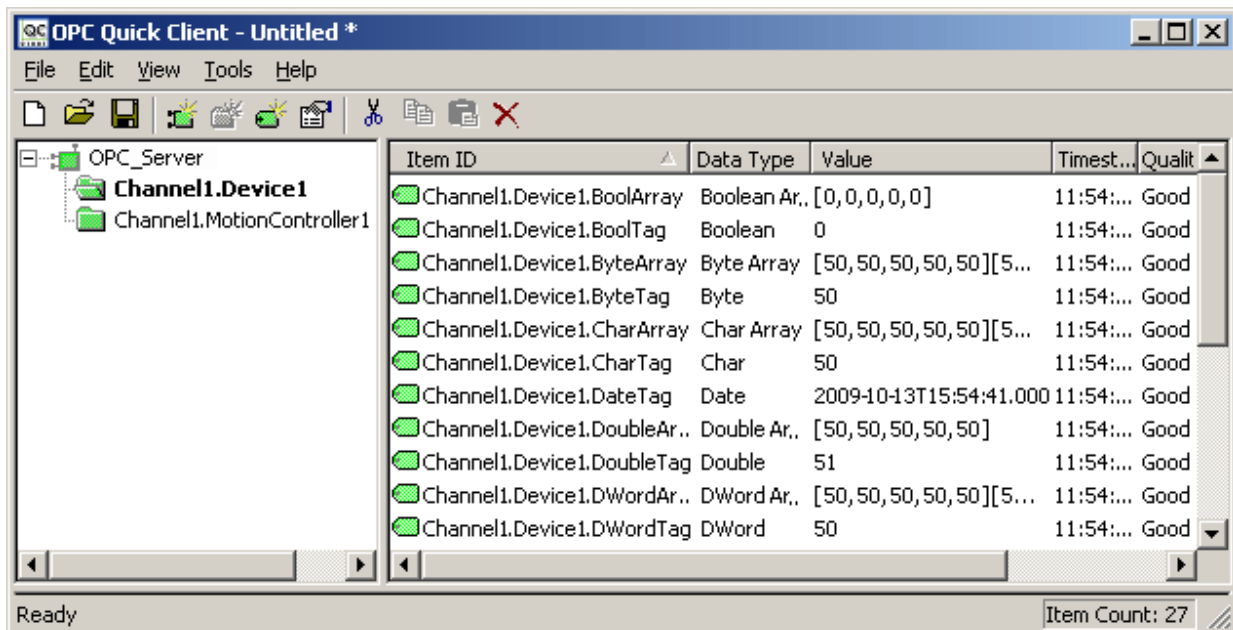 OPC Quick Client - Untitled *
File Edit View Tools Help
OPC_Server
Channel1.Device1
Channel1.MotionController1
Item ID Data Type Value Timest... Qualit
Channel1.Device1.BoolArray Boolean Ar... [0,0,0,0,0] 11:54:... Good
Channel1.Device1.BoolTag Boolean 0 11:54:... Good
Channel1.Device1.ByteArray Byte Array [50,50,50,50,50][5... 11:54:... Good
Channel1.Device1.ByteTag Byte 50 11:54:... Good
Channel1.Device1.CharArray Char Array [50,50,50,50,50][5... 11:54:... Good
Channel1.Device1.CharTag Char 50 11:54:... Good
Channel1.Device1.DateTag Date 2009-10-13T15:54:41.000 11:54:... Good
Channel1.Device1.DoubleAr... Double Ar... [50,50,50,50,50] 11:54:... Good
Channel1.Device1.DoubleTag Double 51 11:54:... Good
Channel1.Device1.DWordAr... DWord Ar... [50,50,50,50,50][5... 11:54:... Good
Channel1.Device1.DWordTag DWord 50 11:54:... Good
Ready Item Count: 27